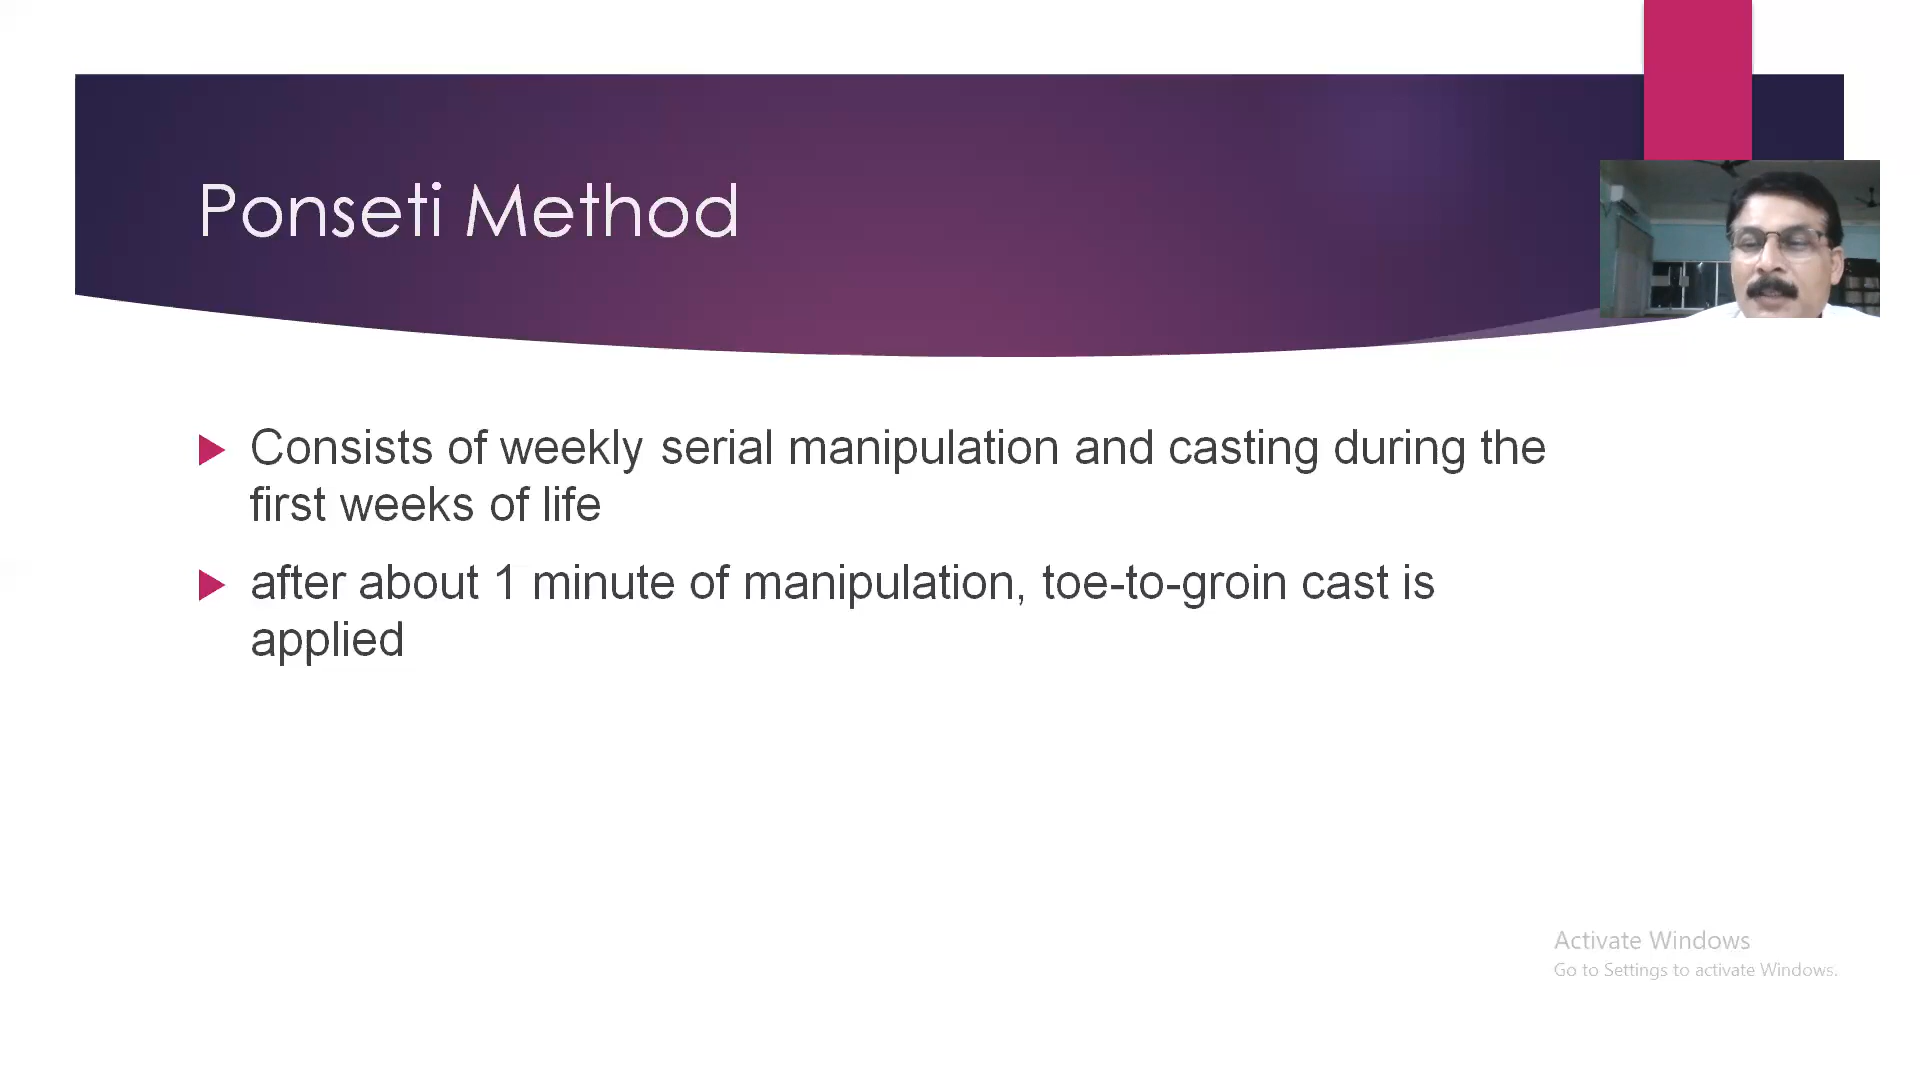 Ponseti Method
Consists of weekly serial manipulation and casting during the
first weeks of life
after about 1 minute of manipulation, toe-to-groin cast is
applied
Activate Windows
Go to Settings to activate Windows.